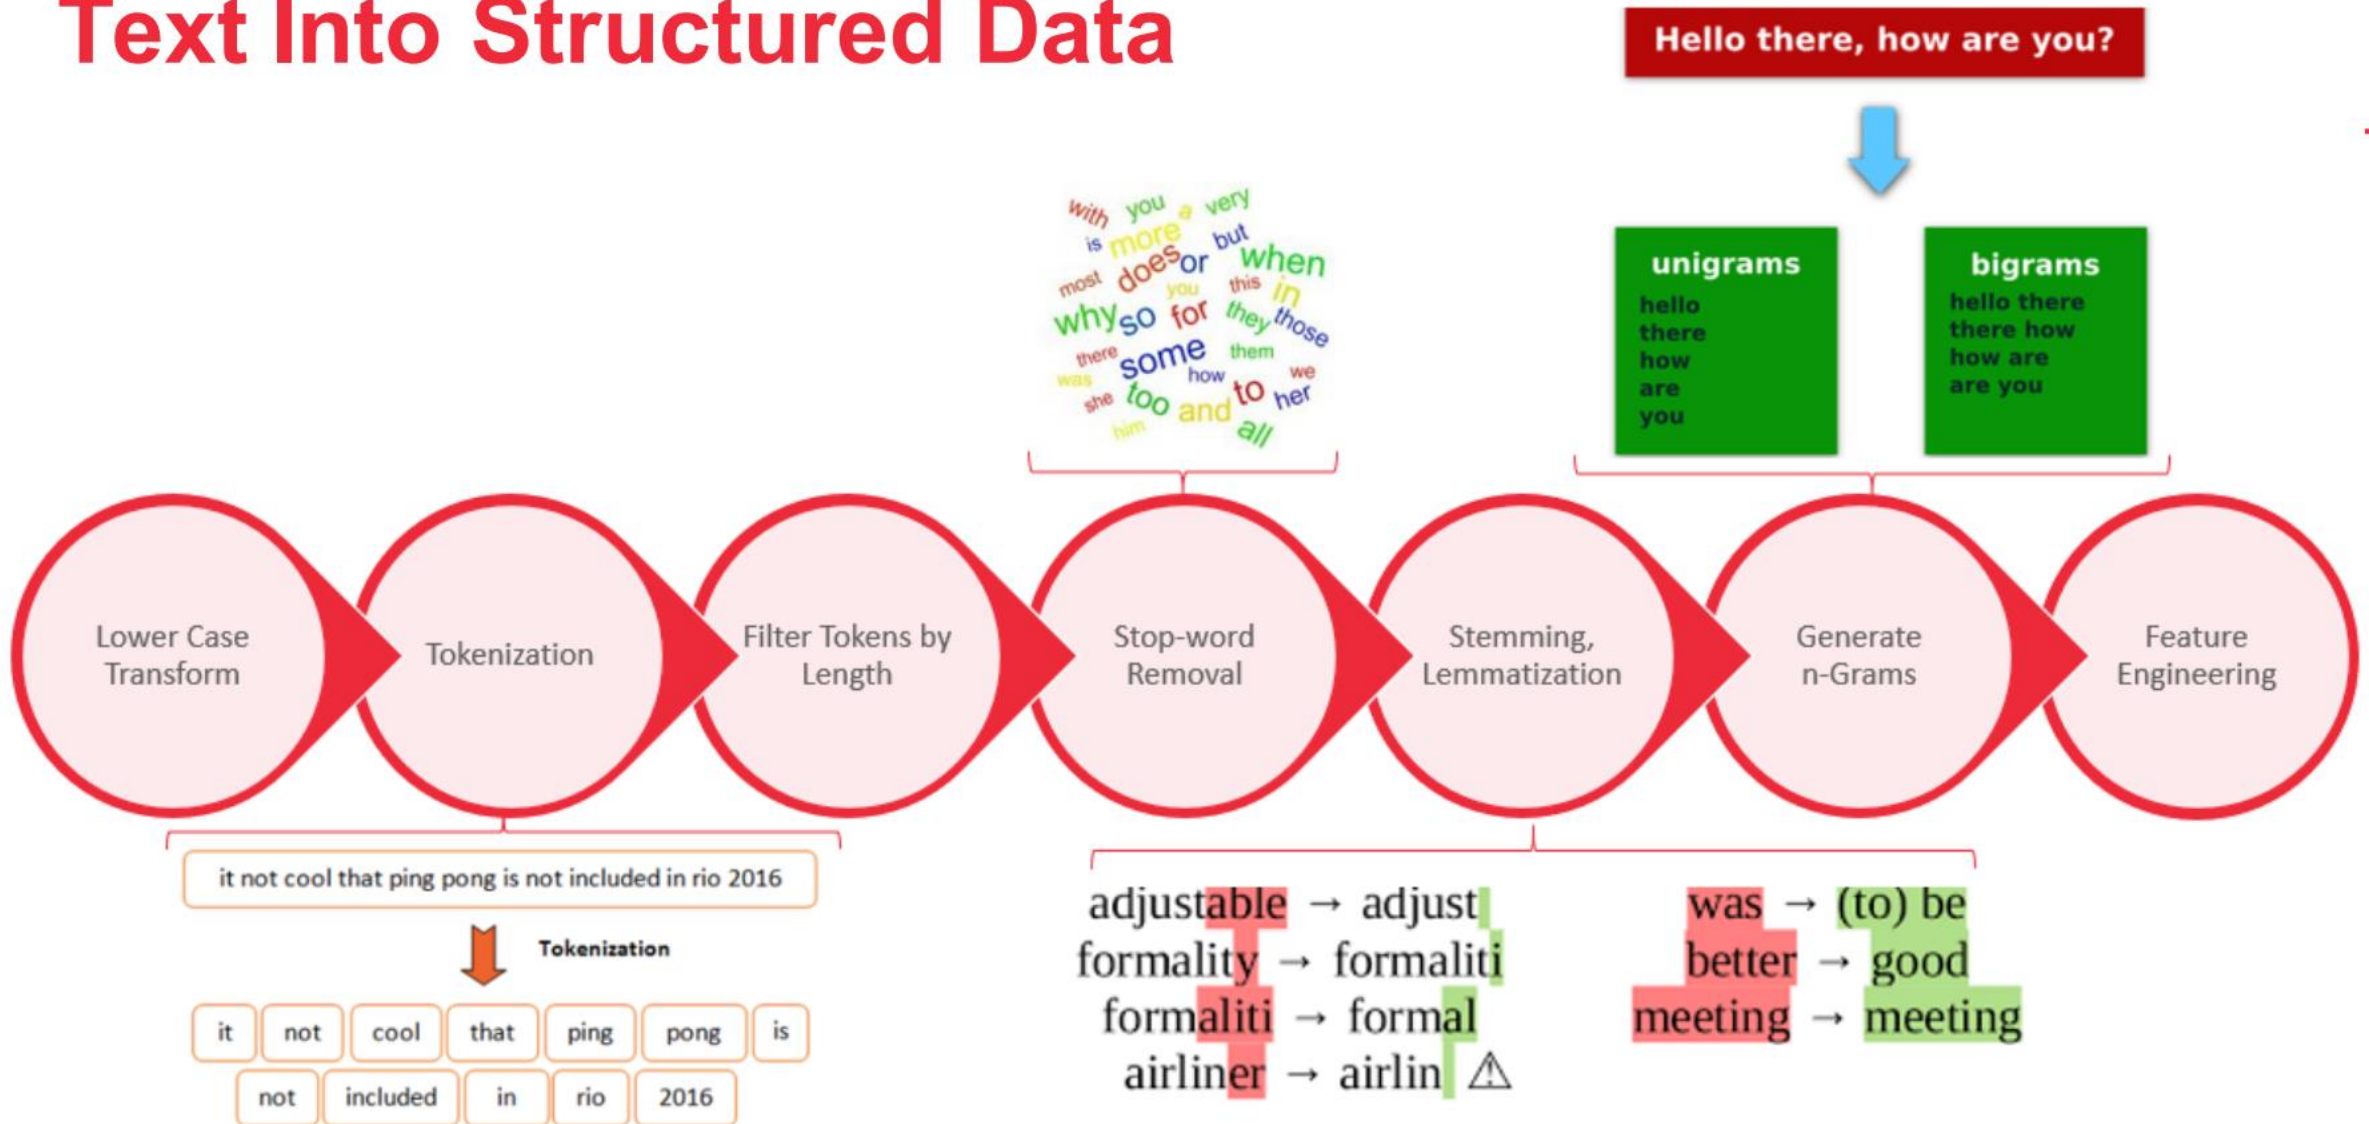 Text Into Structured Data
Hello there, how are you?
with you a very
is more but
most does or when
you this in
why so for they those
there some them
was how we
she too and to her
him all
unigrams
hello
there
how
are
you
bigrams
hello there
there how
how are
are you
Lower Case
Transform
Tokenization
Filter Tokens by
Length
Stop-word
Removal
Stemming,
Lemmatization
Generate
n-Grams
Feature
Engineering
it not cool that ping pong is not included in rio 2016
Tokenization
it not cool that ping pong is
not included in rio 2016
adjustable → adjust
formality → formaliti
formaliti → formal
airliner → airlin ⚠
was → (to) be
better → good
meeting → meeting